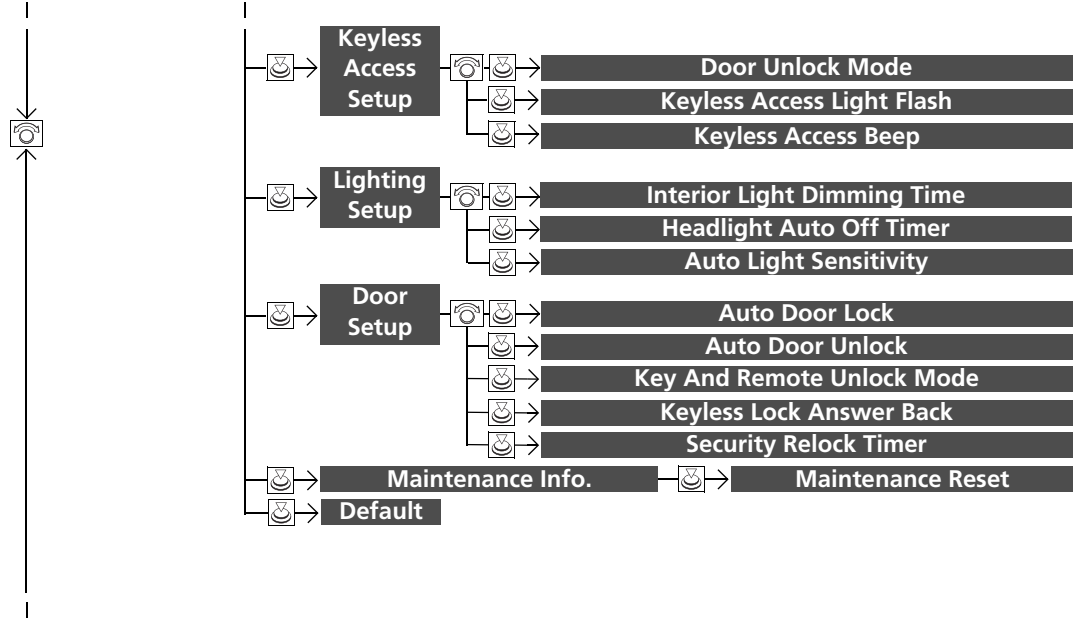 Keyless
Access
Setup
Door Unlock Mode
Keyless Access Light Flash
Keyless Access Beep
Lighting
Setup
Interior Light Dimming Time
Headlight Auto Off Timer
Auto Light Sensitivity
Door
Setup
Auto Door Lock
Auto Door Unlock
Key And Remote Unlock Mode
Keyless Lock Answer Back
Security Relock Timer
Maintenance Info.
Maintenance Reset
Default